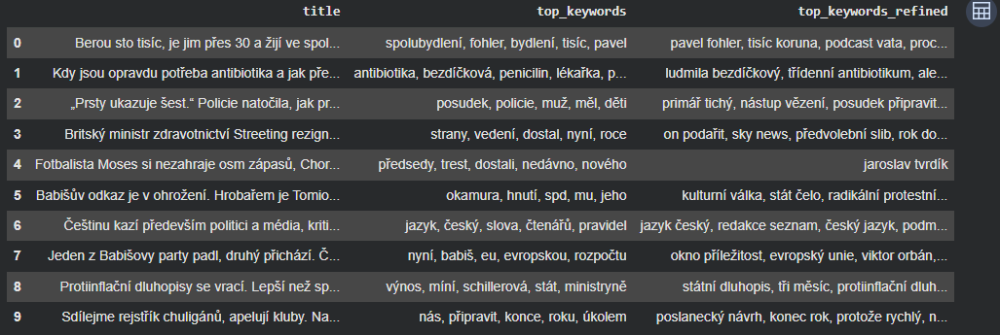 title top_keywords top_keywords_refined
0 Berou sto tisíc, je jim přes 30 a žijí ve spol... spolubydlení, fohler, bydlení, tisíc, pavel pavel fohler, tisíc koruna, podcast vata, proc...
1 Kdy jsou opravdu potřeba antibiotika a jak pře... antibiotika, bezdíčková, penicilin, lékařka, p... ludmila bezdíčkový, třídenní antibiotikum, ale...
2 „Prsty ukazuje šest.“ Policie natočila, jak pr... posudek, policie, muž, měl, děti primář tichý, nástup vězení, posudek připravit...
3 Britský ministr zdravotnictví Streeting rezign... strany, vedení, dostal, nyní, roce on podařit, sky news, předvolební slib, rok do...
4 Fotbalista Moses si nezahraje osm zápasů, Chor... předsedy, trest, dostali, nedávno, nového jaroslav tvrdík
5 Babišův odkaz je v ohrožení. Hrobařem je Tomio... okamura, hnutí, spd, mu, jeho kulturní válka, stát čelo, radikální protestní...
6 Češtinu kazí především politici a média, kriti... jazyk, český, slova, čtenářů, pravidel jazyk český, redakce seznam, český jazyk, podm...
7 Jeden z Babišovy party padl, druhý přichází. Č... nyní, babiš, eu, evropskou, rozpočtu okno příležitost, evropský unie, viktor orbán,...
8 Protiinflační dluhopisy se vrací. Lepší než sp... výnos, míní, schillerová, stát, ministryně státní dluhopis, tři měsíc, protiinflační dluh...
9 Sdílejme rejstřík chuligánů, apelují kluby. Na... nás, připravit, konce, roku, úkolem poslanecký návrh, konec rok, protože rychlý, n...